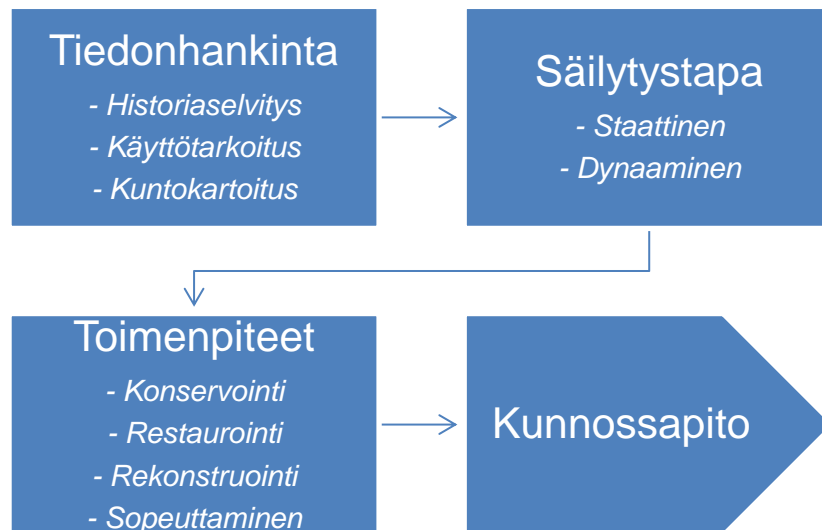 Tiedonhankinta
- Historiaselvitys
- Käyttötarkoitus
- Kuntokartoitus
Säilytystapa
- Staattinen
- Dynaaminen
Toimenpiteet
- Konservointi
- Restaurointi
- Rekonstruointi
- Sopeuttaminen
Kunnossapito